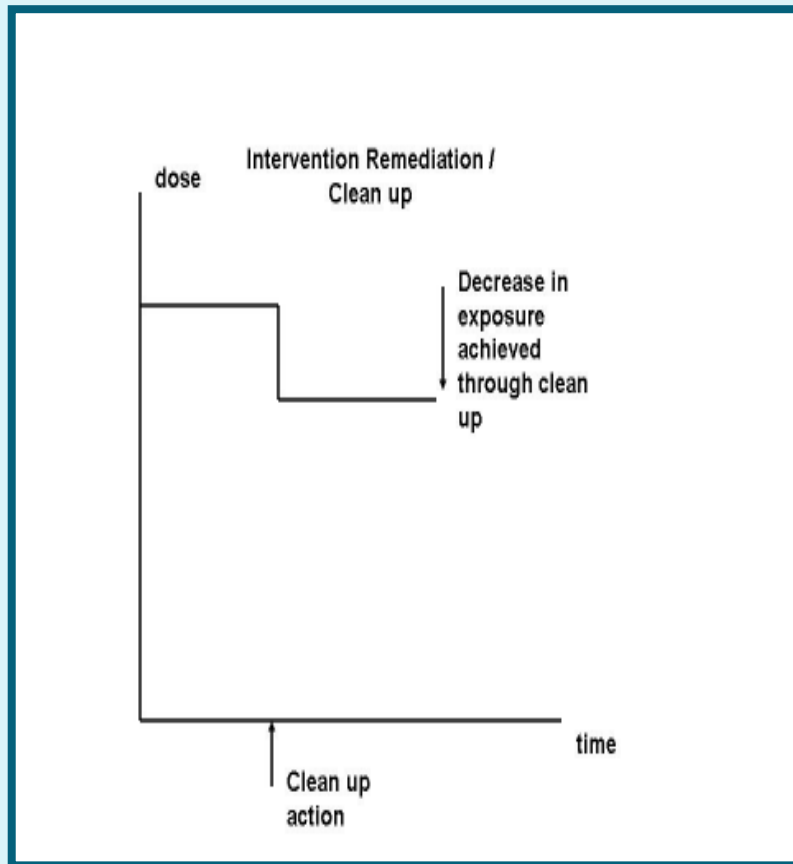 Intervention Remediation /
Clean up
dose
Decrease in
exposure
achieved
through clean
up
time
Clean up
action